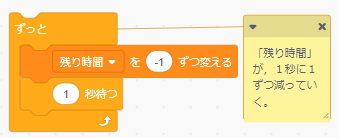 ずっと
残り時間 を -1 ずつ変える
1 秒待つ
「残り時間」
が，１秒に１
ずつ減ってい
く。